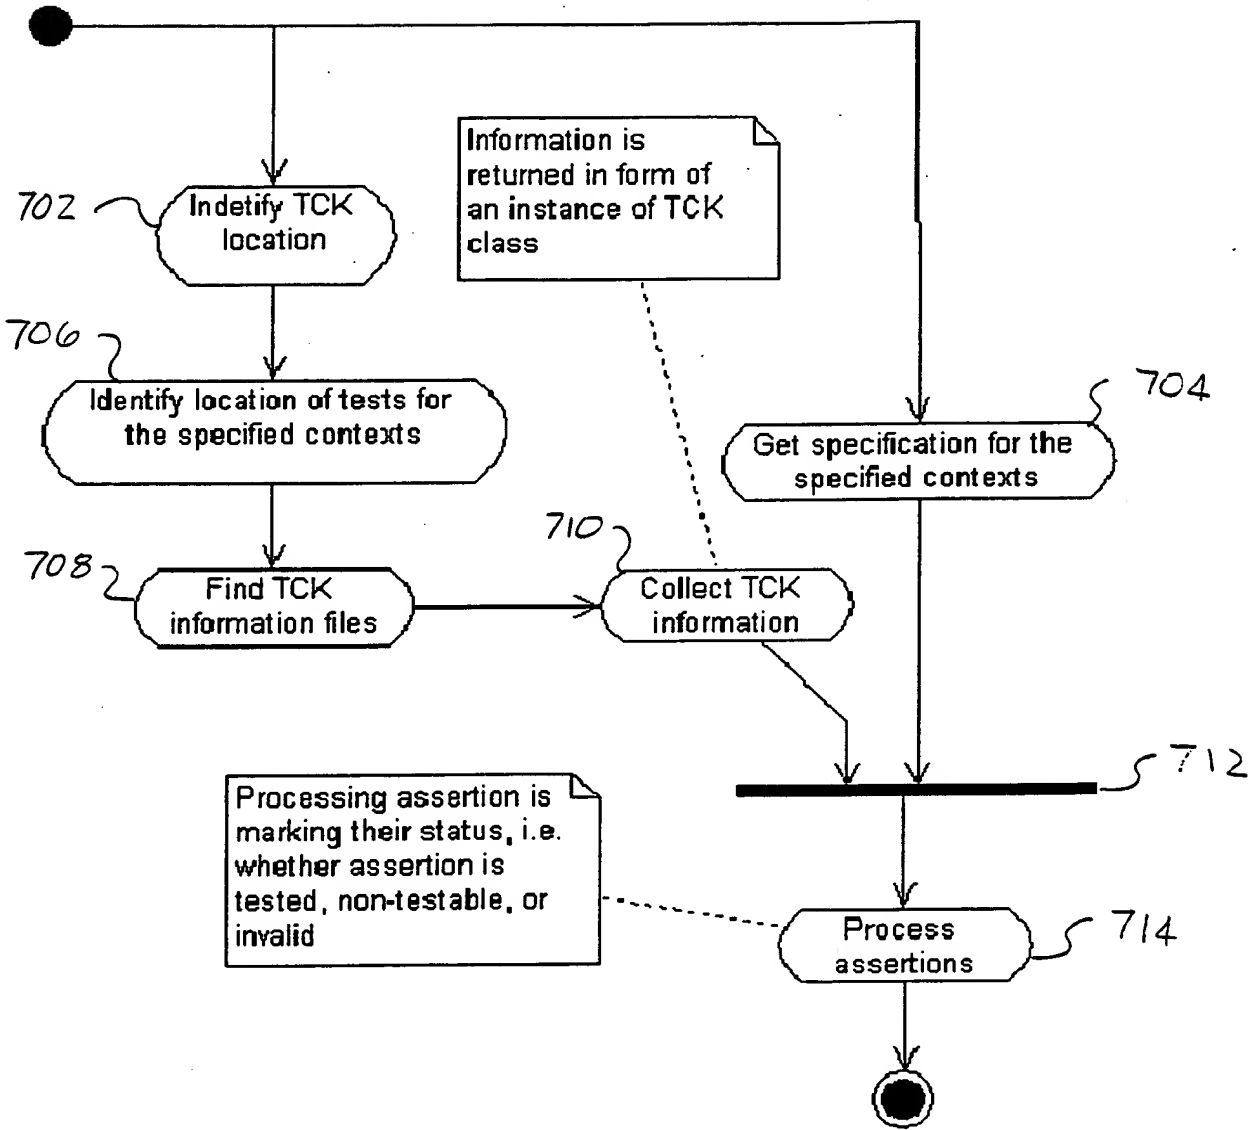 Information is
returned in form of
an instance of TCK
class
702
Indetify TCK
location
706
Identify location of tests for
the specified contexts
704
Get specification for the
specified contexts
708
Find TCK
information files
710
Collect TCK
information
712
Processing assertion is
marking their status, i.e.
whether assertion is
tested, non-testable, or
invalid
714
Process
assertions